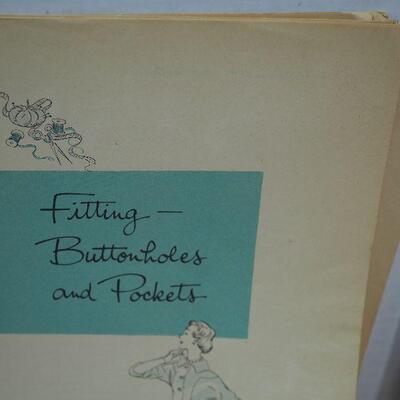 Fitting —
Buttonholes
and Pockets